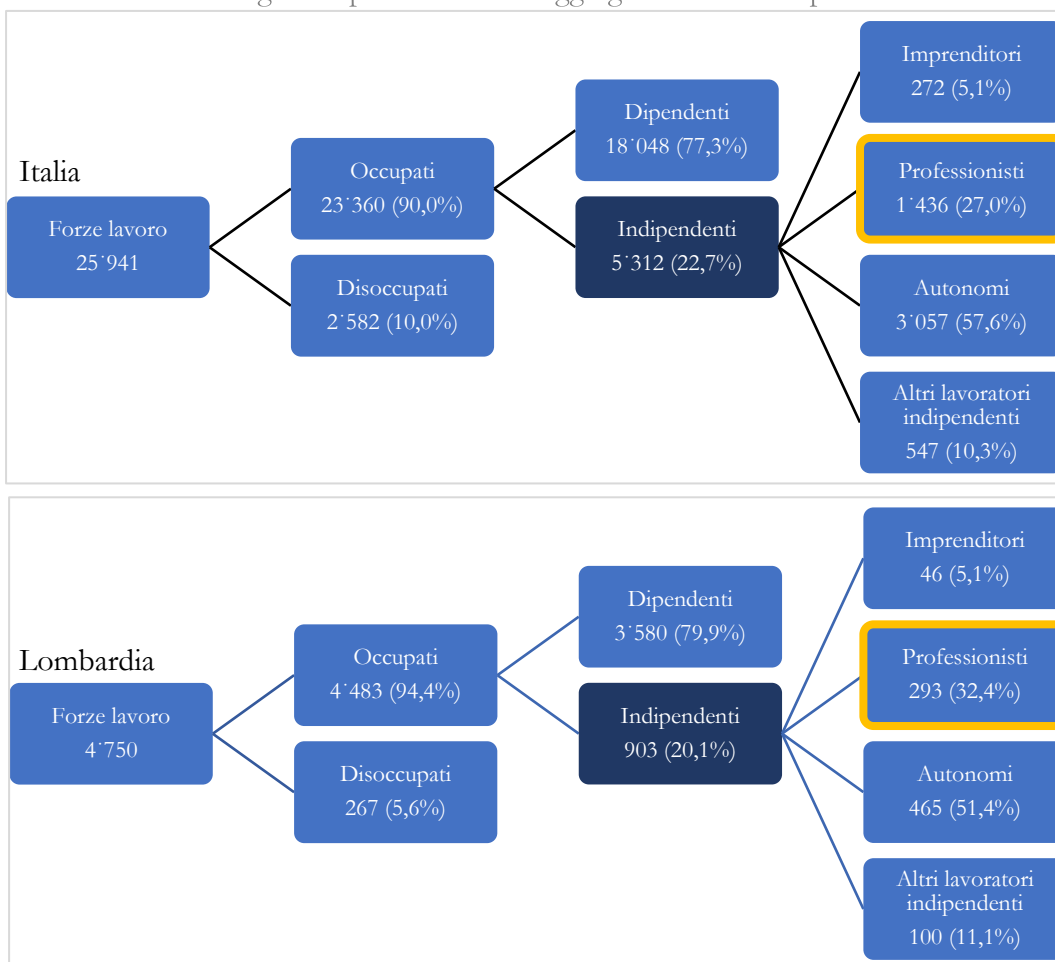 Italia
Forze lavoro
25˙941
Occupati
23˙360 (90,0%)
Disoccupati
2˙582 (10,0%)
Dipendenti
18˙048 (77,3%)
Indipendenti
5˙312 (22,7%)
Imprenditori
272 (5,1%)
Professionisti
1˙436 (27,0%)
Autonomi
3˙057 (57,6%)
Altri lavoratori
indipendenti
547 (10,3%)
Lombardia
Forze lavoro
4˙750
Occupati
4˙483 (94,4%)
Disoccupati
267 (5,6%)
Dipendenti
3˙580 (79,9%)
Indipendenti
903 (20,1%)
Imprenditori
46 (5,1%)
Professionisti
293 (32,4%)
Autonomi
465 (51,4%)
Altri lavoratori
indipendenti
100 (11,1%)